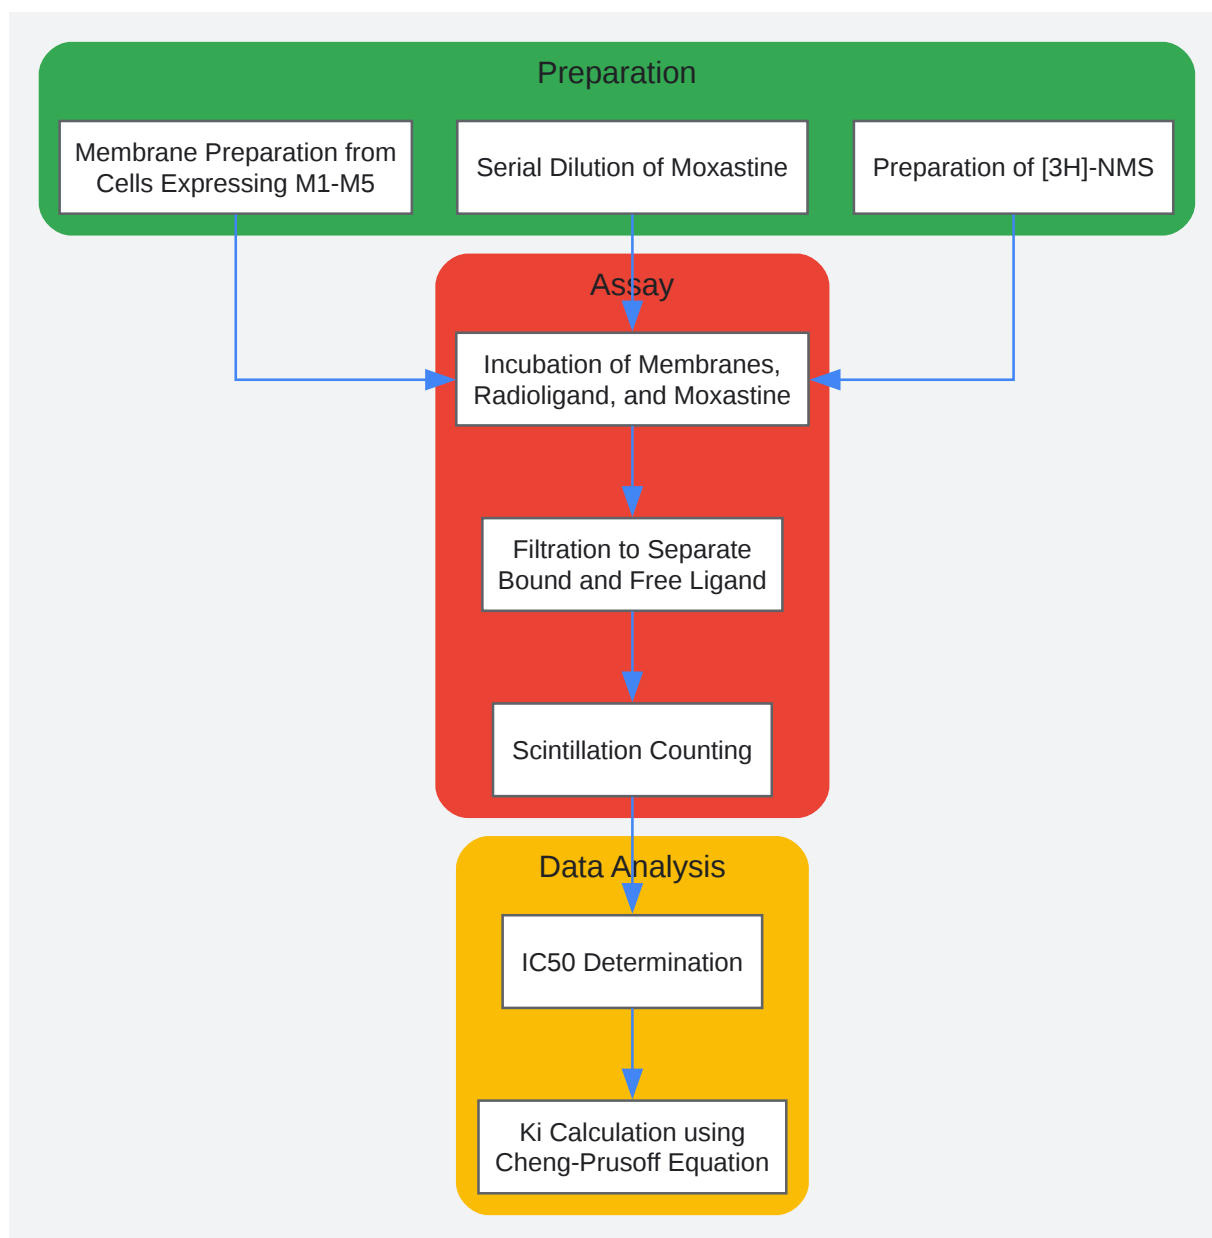 Preparation
Membrane Preparation from
Cells Expressing M1-M5
Serial Dilution of Moxastine
Preparation of [3H]-NMS
Assay
Incubation of Membranes,
Radioligand, and Moxastine
Filtration to Separate
Bound and Free Ligand
Scintillation Counting
Data Analysis
IC50 Determination
Ki Calculation using
Cheng-Prusoff Equation